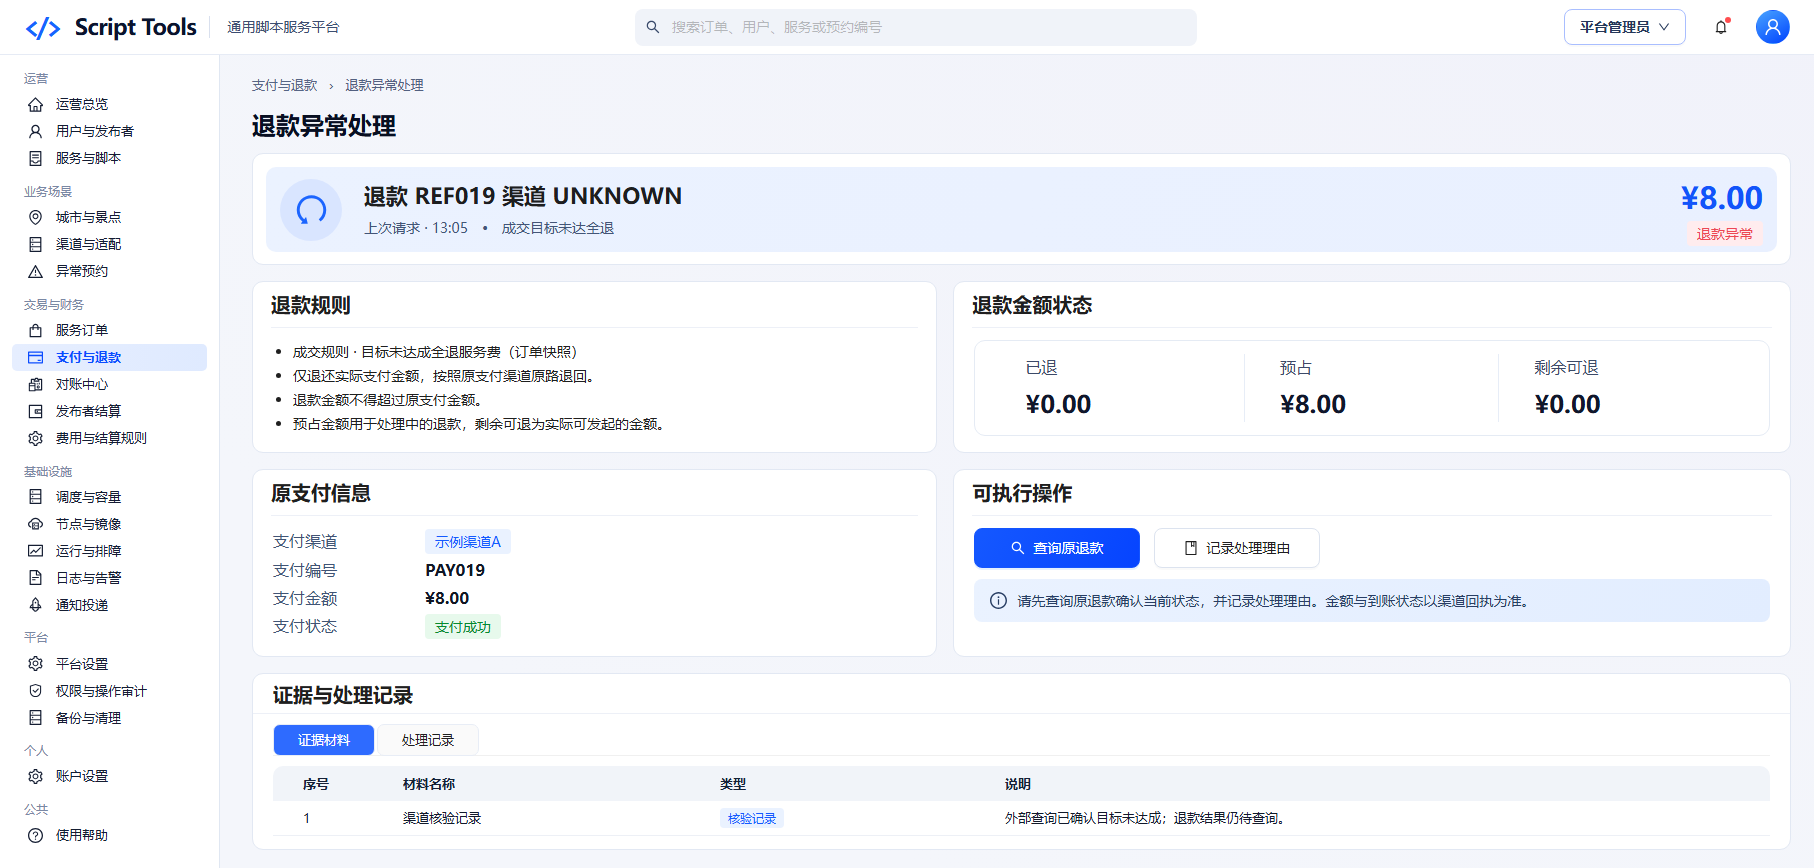 Script Tools
通用脚本服务平台
搜索订单、用户、服务或预约编号
平台管理员
运营
运营总览
用户与发布者
服务与脚本
业务场景
城市与景点
渠道与适配
异常预约
交易与财务
服务订单
支付与退款
对账中心
发布者结算
费用与结算规则
基础设施
调度与容量
节点与镜像
运行与排障
日志与告警
通知投递
平台
平台设置
权限与操作审计
备份与清理
个人
账户设置
公共
使用帮助
支付与退款 › 退款异常处理
退款异常处理
退款 REF019 渠道 UNKNOWN
上次请求 · 13:05 • 成交目标未达全退
¥8.00
退款异常
退款规则
• 成交规则 · 目标未达成全退服务费（订单快照）
• 仅退还实际支付金额，按照原支付渠道原路退回。
• 退款金额不得超过原支付金额。
• 预占金额用于处理中的退款，剩余可退为实际可发起的金额。
退款金额状态
已退 预占 剩余可退
¥0.00 ¥8.00 ¥0.00
原支付信息
支付渠道 示例渠道A
支付编号 PAY019
支付金额 ¥8.00
支付状态 支付成功
可执行操作
查询原退款 记录处理理由
请先查询原退款确认当前状态，并记录处理理由。金额与到账状态以渠道回执为准。
证据与处理记录
证据材料 处理记录
序号 材料名称 类型 说明
1 渠道核验记录 核验记录 外部查询已确认目标未达成；退款结果仍待查询。